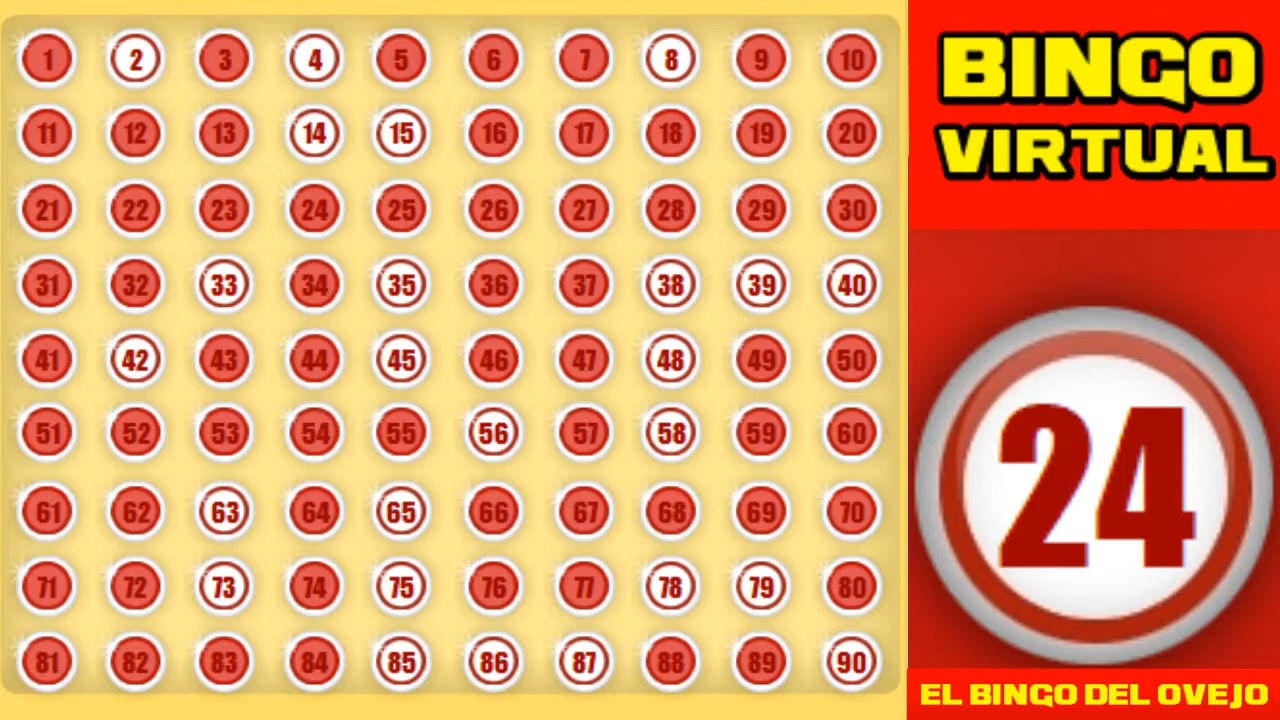 1 2 3 4 5 6 7 8 9 10
11 12 13 14 15 16 17 18 19 20
21 22 23 24 25 26 27 28 29 30
31 32 33 34 35 36 37 38 39 40
41 42 43 44 45 46 47 48 49 50
51 52 53 54 55 56 57 58 59 60
61 62 63 64 65 66 67 68 69 70
71 72 73 74 75 76 77 78 79 80
81 82 83 84 85 86 87 88 89 90
BINGO
VIRTUAL
24
EL BINGO DEL OVEJO